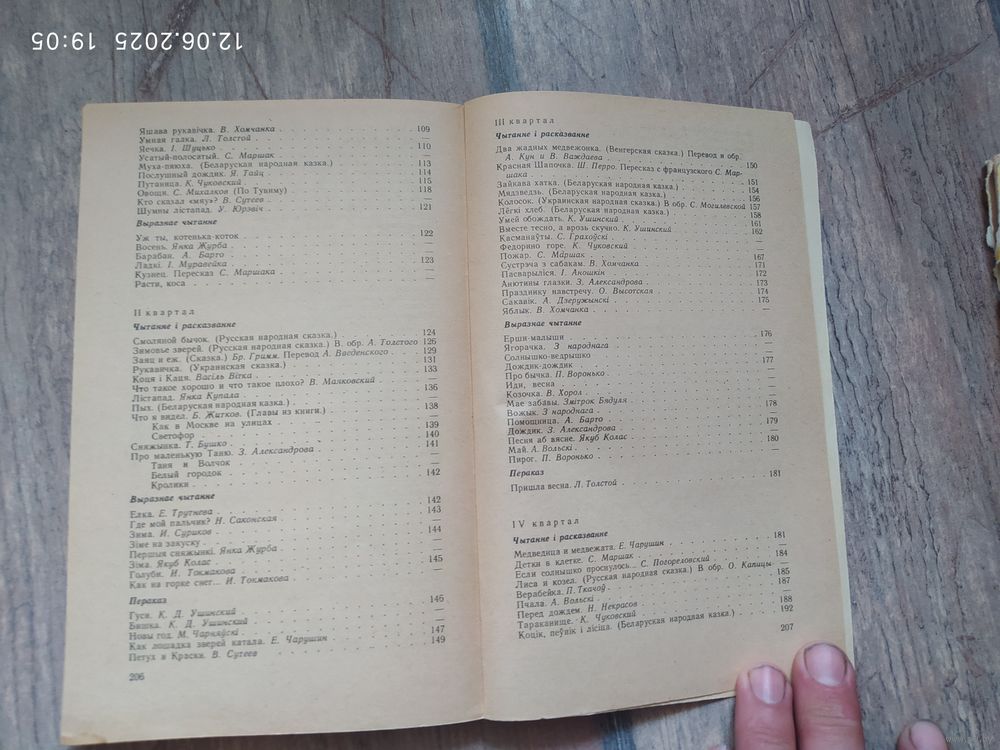 12.06.2025 19:05
Яшава рукавічка. В. Хомчанка . 109
Умная галка. Л. Толстой . —
Яечка. І. Шуцько . 110
Усатый-полосатый. С. Маршак . —
Муха-пяюха. (Беларуская народная казка.) . 113
Послушный дождик. Я. Тайц . 114
Путаница. К. Чуковский . 115
Овощи. С. Михалков (По Тувиму) . 118
Кто сказал «мяу»? В. Сутеев . —
Шумны лістапад. У. Юрэвіч . 121
Выразнае чытанне
Уж ты, котенька-коток . 122
Восень. Янка Журба . —
Барабан. А. Барто . —
Ладкі. І. Муравейка . 123
Кузнец. Пересказ С. Маршака . —
Расти, коса . —
II квартал
Чытанне і расказванне
Смоляной бычок. (Русская народная сказка.) . 124
Зимовье зверей. (Русская народная сказка.) В обр. А. Толстого 126
Заяц и еж. (Сказка.) Бр. Гримм. Перевод А. Введенского . 129
Рукавичка. (Украинская сказка.) . 131
Коця і Каця. Васіль Вітка . 133
Что такое хорошо и что такое плохо? В. Маяковский . —
Лістапад. Янка Купала . 136
Пых. (Беларуская народная казка.) . —
Что я видел. Б. Житков. (Главы из книги.) . 138
Как в Москве на улицах . —
Светофор . 139
Сняжынка. Т. Бушко . 140
Про маленькую Таню. З. Александрова . 141
Таня и Волчок . —
Белый городок . —
Кролики . 142
Выразнае чытанне
Елка. Е. Трутнева . 142
Где мой пальчик? Н. Саконская . 143
Зима. И. Суриков . —
Зіме на закуску . 144
Першыя сняжынкі. Янка Журба . —
Зіма. Якуб Колас . —
Голуби. И. Токмакова . 145
Как на горке снег... И. Токмакова . —
Пераказ
Гуси. К. Д. Ушинский . 146
Бишка. К. Д. Ушинский . —
Новы год. М. Чарняўскі . —
Как лошадка зверей катала. Е. Чарушин . 147
Петух и Краски. В. Сутеев . 149
206
III квартал
Чытанне і расказванне
Два жадных медвежонка. (Венгерская сказка.) Перевод и обр.
А. Кун и В. Важдаева . 150
Красная Шапочка. Ш. Перро. Пересказ с французского С. Мар-
шака . 151
Зайкава хатка. (Беларуская народная казка.) . 154
Мядзведзь. (Беларуская народная казка.) . 156
Колосок. (Украинская народная сказка.) В обр. С. Могилевской 157
Лёгкі хлеб. (Беларуская народная казка.) . 158
Умей обождать. К. Ушинский . 161
Вместе тесно, а врозь скучно. К. Ушинский . 162
Касманаўты. С. Грахоўскі . —
Федорино горе. К. Чуковский . —
Пожар. С. Маршак . 167
Сустрэча з сабакам. В. Хомчанка . 171
Пасварыліся. І. Аношкін . 172
Анютины глазки. З. Александрова . 173
Празднику навстречу. О. Высотская . 174
Сакавік. А. Дзеружынскі . 175
Яблык. В. Хомчанка . —
Выразнае чытанне
Ерши-малыши . 176
Ягорачка. З народнага . —
Солнышко-ведрышко . —
Дождик-дождик . 177
Про бычка. П. Воронько . —
Иди, весна . —
Козочка. В. Хорол . —
Мае забавы. Змітрок Бядуля . 178
Вожык. З народнага . —
Помощница. А. Барто . 179
Дождик. З. Александрова . —
Песня аб вясне. Якуб Колас . 180
Май. А. Вольскі . —
Пирог. П. Воронько . —
Пераказ
Пришла весна. Л. Толстой . 181
IV квартал
Чытанне і расказванне
Медведица и медвежата. Е. Чарушин . 181
Детки в клетке. С. Маршак . 184
Если солнышко проснулось... С. Погореловский . —
Лиса и козел. (Русская народная сказка.) В обр. О. Капицы 185
Верабейка. П. Ткачоў . 187
Пчала. А. Вольскі . —
Перед дождем. Н. Некрасов . 188
Тараканище. К. Чуковский . 192
Коцік, пеўнік і лісіца. (Беларуская народная казка.)
207